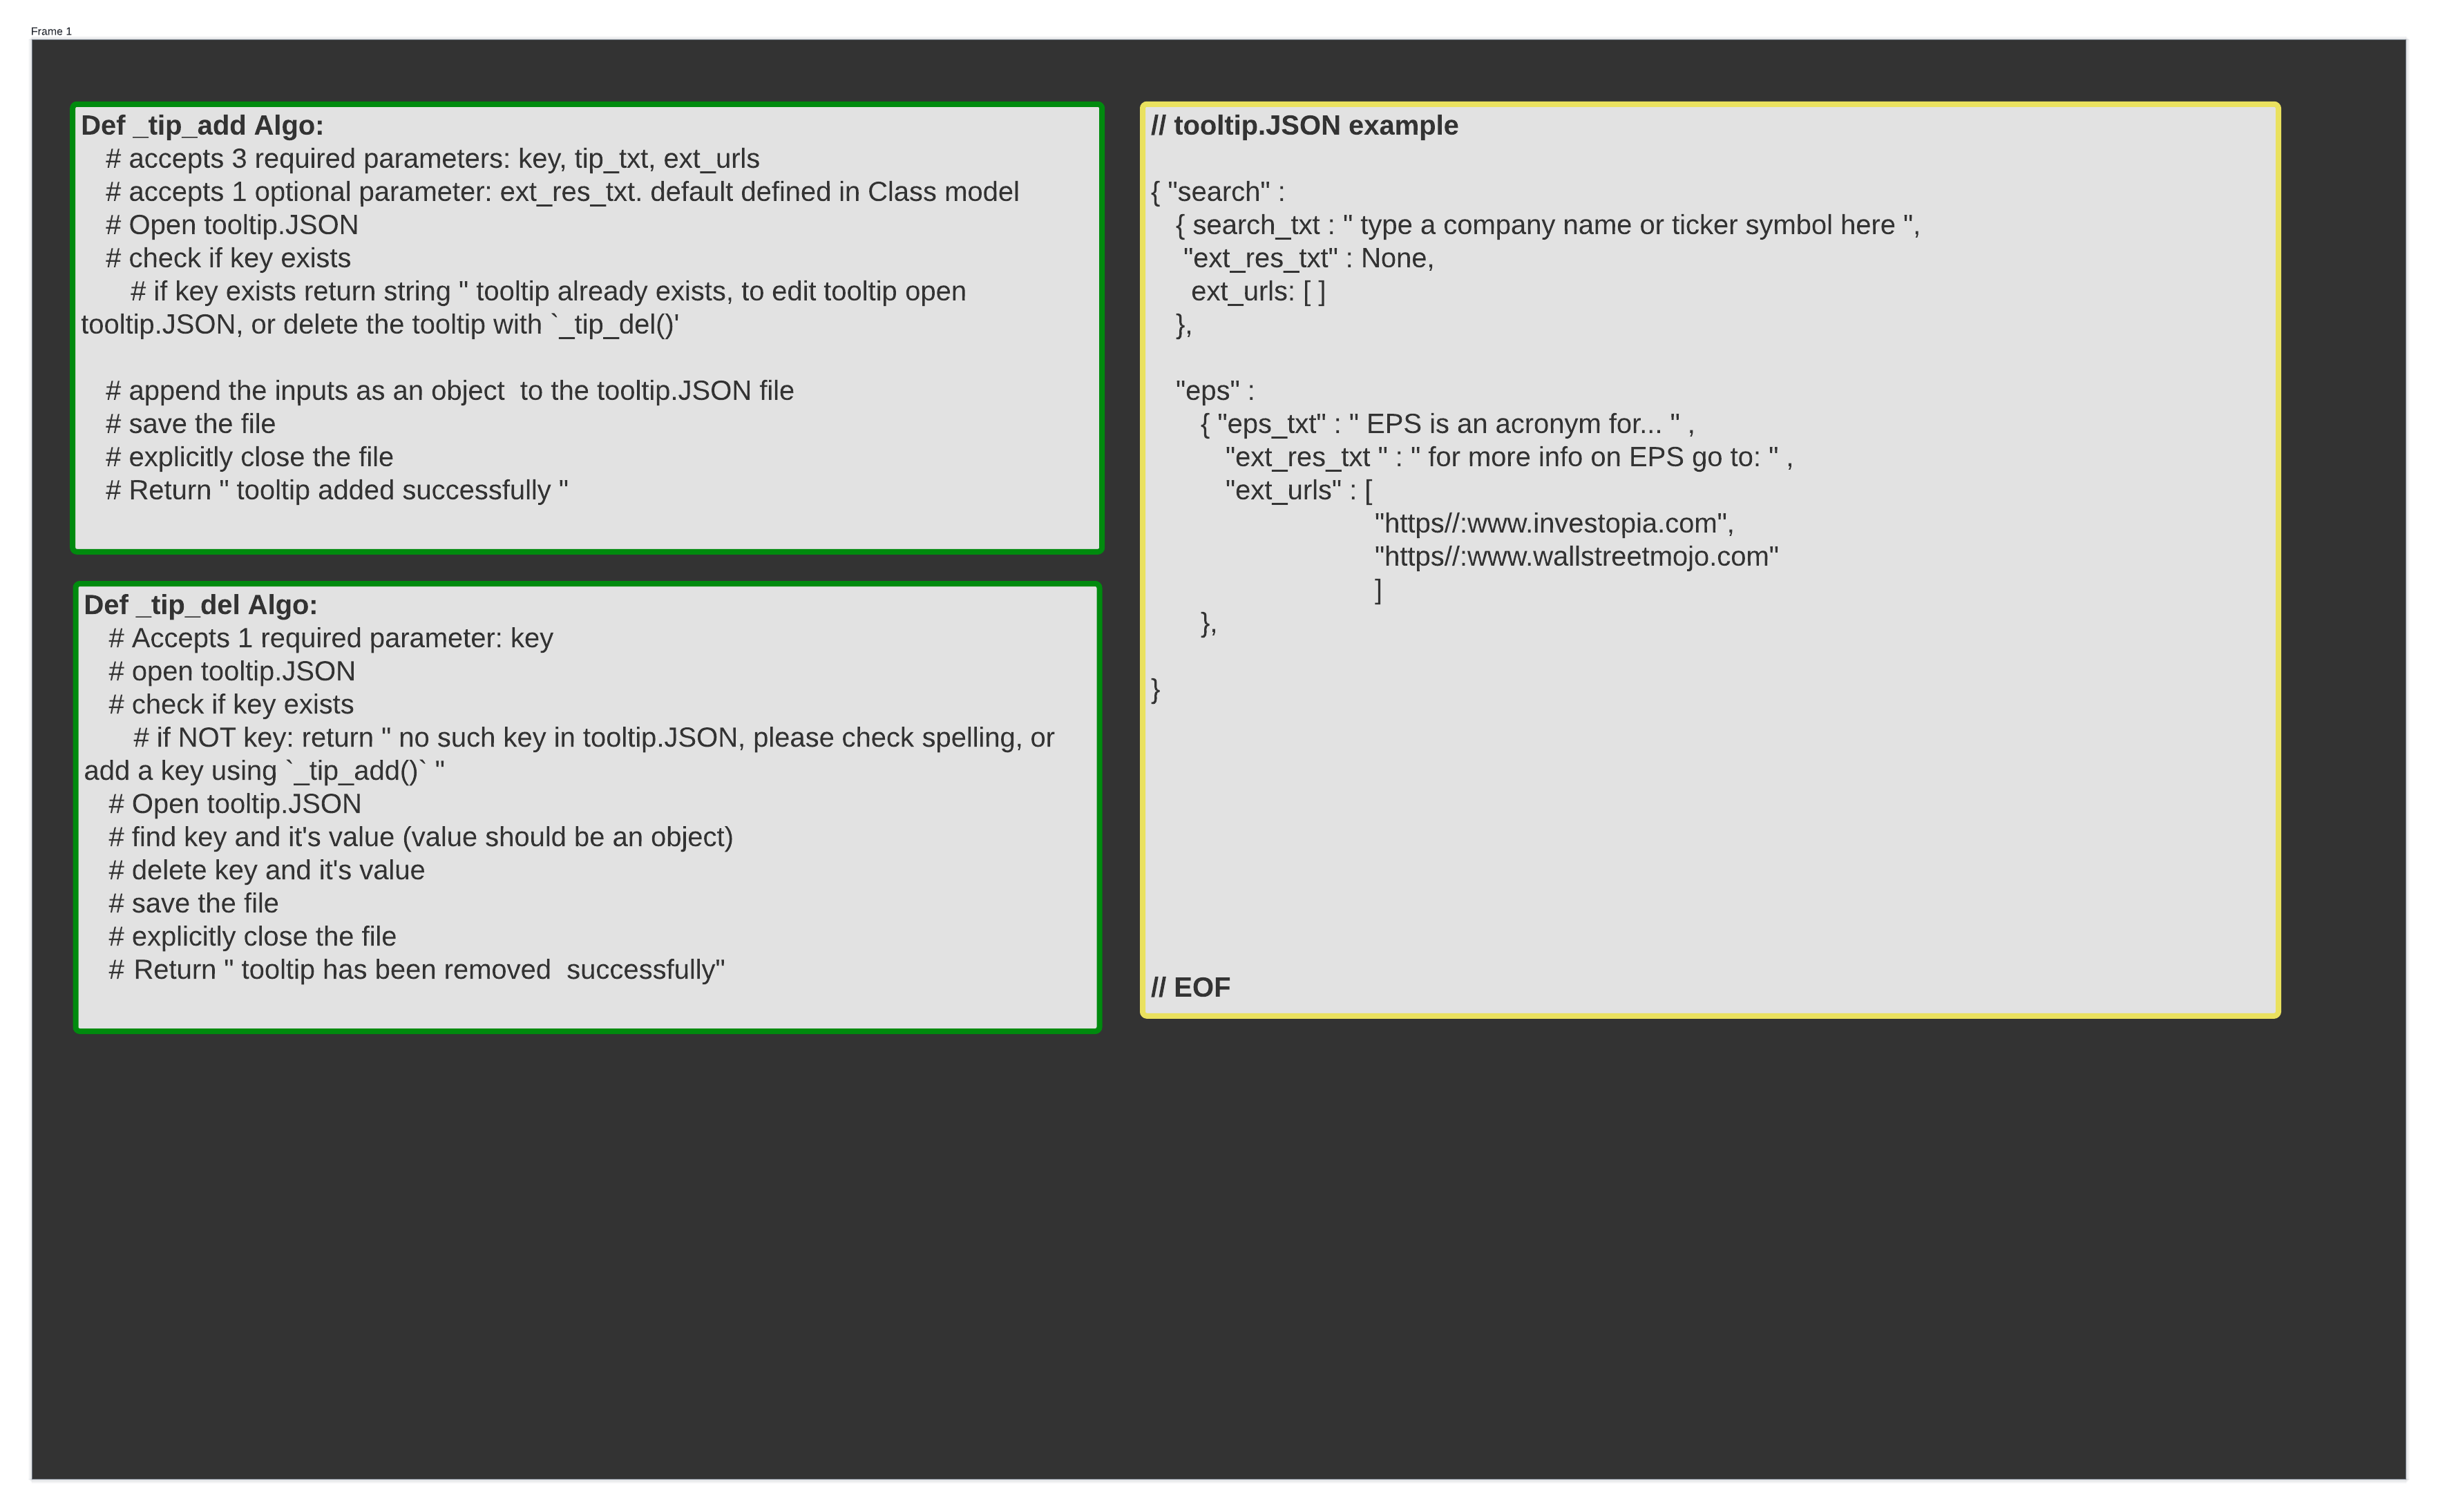 Frame 1
Def _tip_add Algo:
# accepts 3 required parameters: key, tip_txt, ext_urls
# accepts 1 optional parameter: ext_res_txt. default defined in Class model
# Open tooltip.JSON
# check if key exists
# if key exists return string " tooltip already exists, to edit tooltip open
tooltip.JSON, or delete the tooltip with `_tip_del()'
# append the inputs as an object  to the tooltip.JSON file
# save the file
# explicitly close the file
# Return " tooltip added successfully "
Def _tip_del Algo:
# Accepts 1 required parameter: key
# open tooltip.JSON
# check if key exists
# if NOT key: return " no such key in tooltip.JSON, please check spelling, or
add a key using `_tip_add()` "
# Open tooltip.JSON
# find key and it's value (value should be an object)
# delete key and it's value
# save the file
# explicitly close the file
# Return " tooltip has been removed  successfully"
// tooltip.JSON example
{ "search" :
{ search_txt : " type a company name or ticker symbol here ",
"ext_res_txt" : None,
ext_urls: [ ]
},
"eps" :
{ "eps_txt" : " EPS is an acronym for... " ,
"ext_res_txt " : " for more info on EPS go to: " ,
"ext_urls" : [
"https//:www.investopia.com",
"https//:www.wallstreetmojo.com"
]
},
}
// EOF